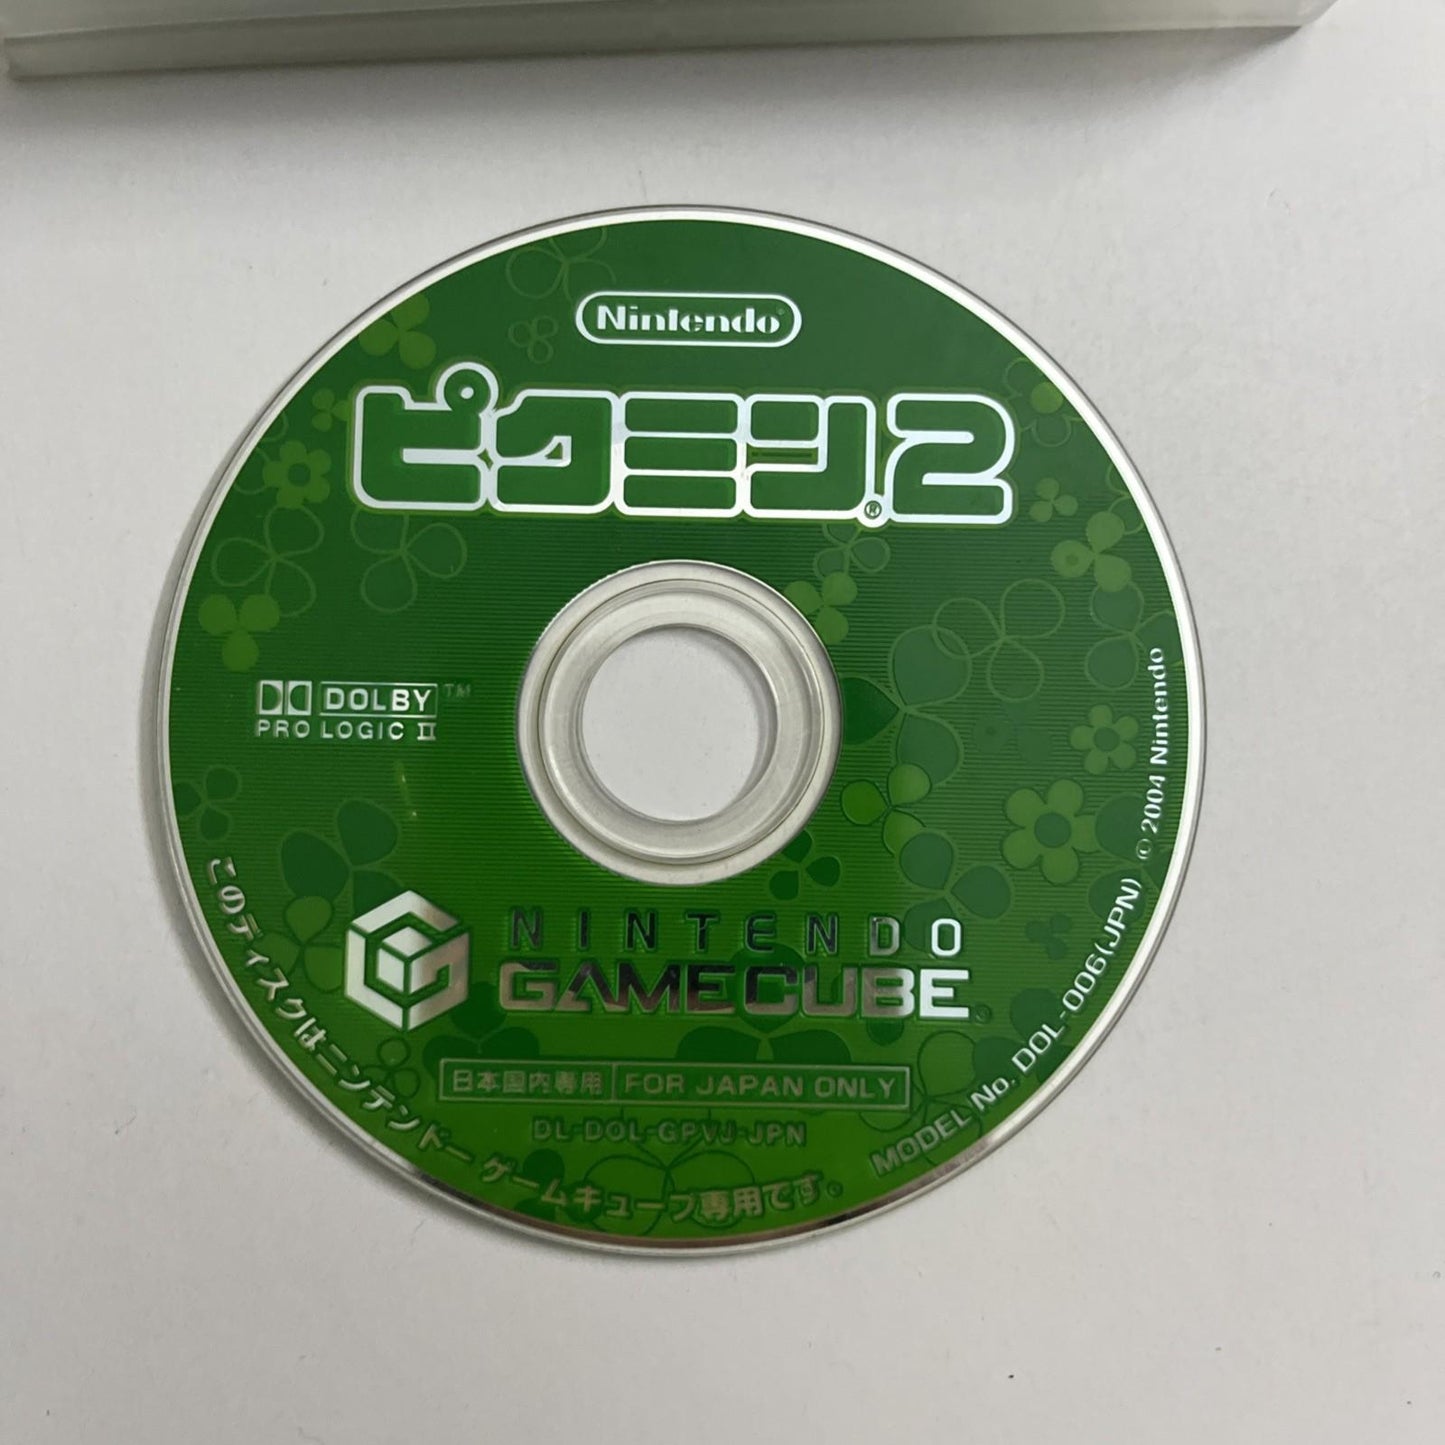 Nintendo®
ピクミン®2
DOLBY™
PRO LOGIC II
NINTENDO
GAMECUBE®
日本国内専用 FOR JAPAN ONLY
DL-DOL-GPVJ-JPN
このディスクはニンテンドー ゲームキューブ専用です。
MODEL No. DOL-006(JPN) © 2004 Nintendo